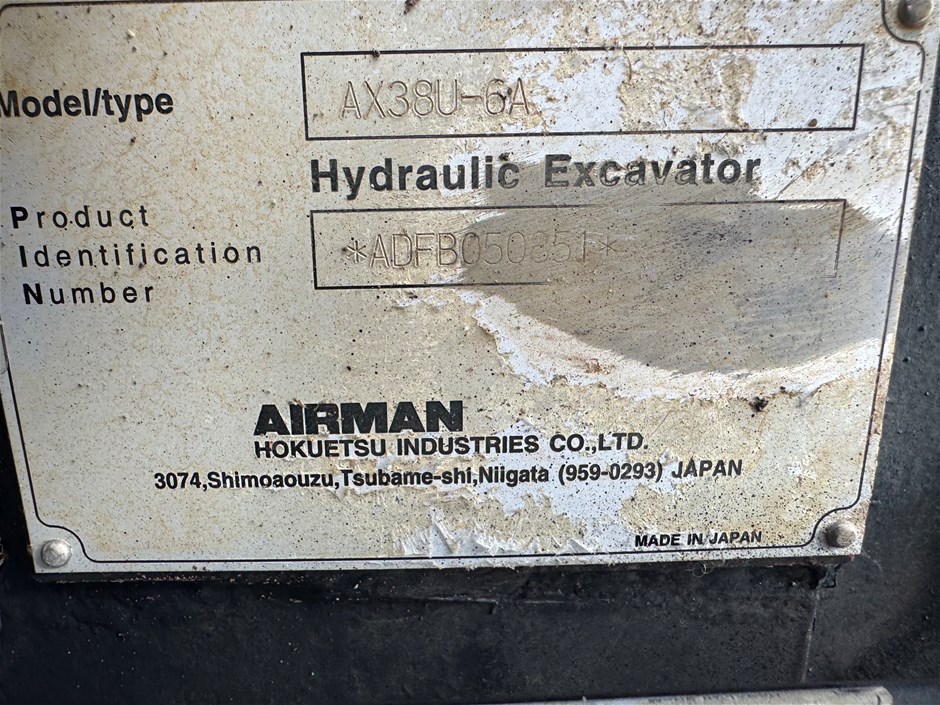 Model/type
AX38U-6A
Hydraulic Excavator
Product
Identification
Number
AIRMAN
HOKUETSU INDUSTRIES CO.,LTD.
3074,Shimoaouzu,Tsubame-shi,Niigata (959-0293) JAPAN
MADE IN JAPAN